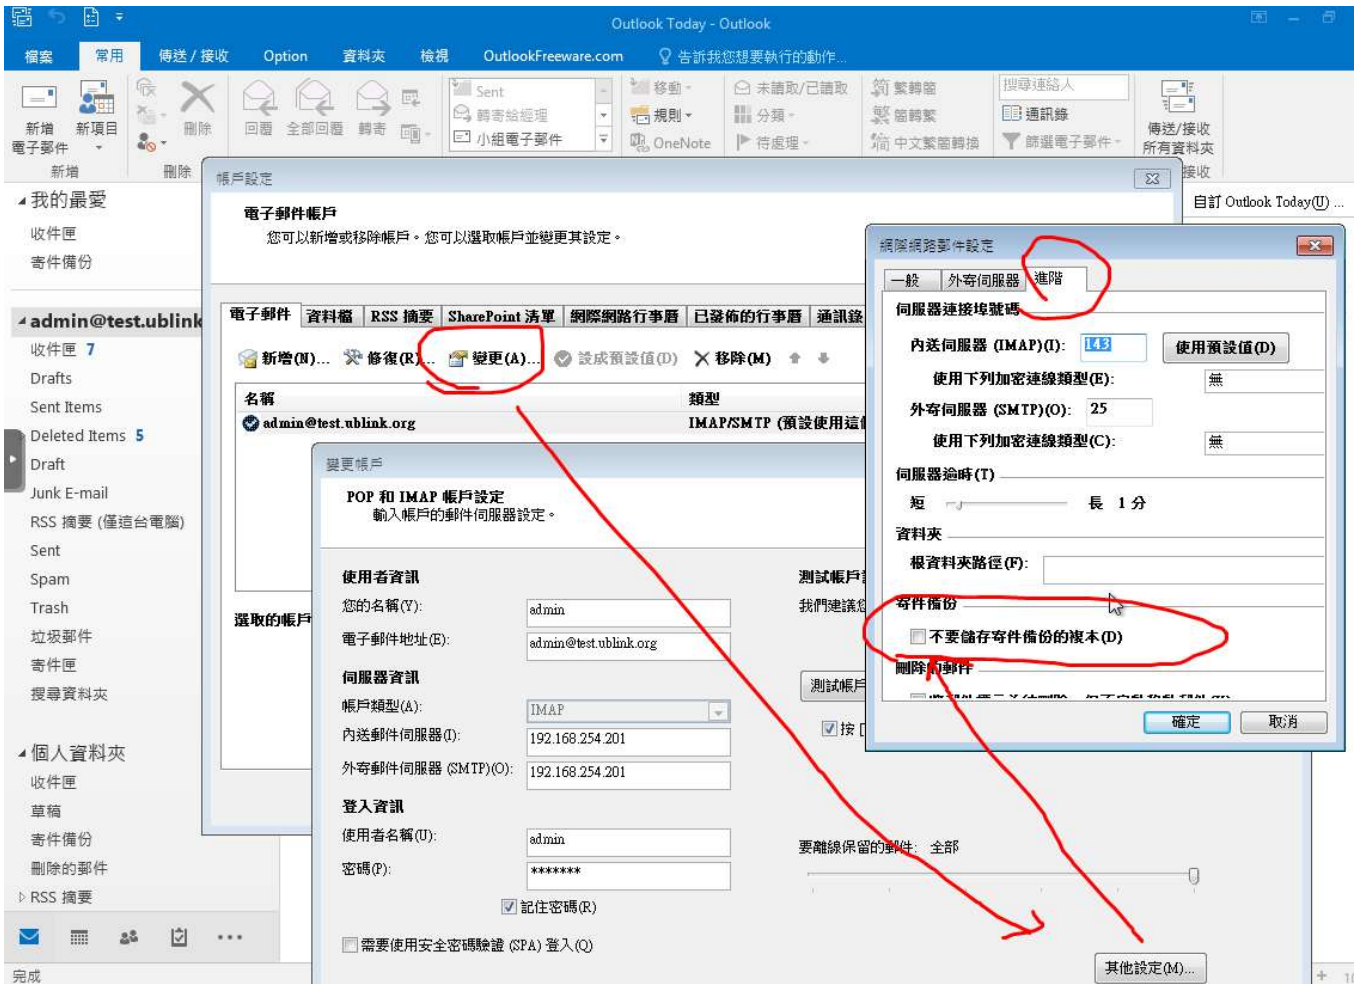 Outlook Today - Outlook
檔案 常用 傳送 / 接收 Option 資料夾 檢視 OutlookFreeware.com 告訴我您想要執行的動作...
新增
電子郵件
新項目
新增
刪除
刪除
回覆 全部回覆 轉寄
Sent
轉寄給經理
小組電子郵件
移動
規則
OneNote
未讀取/已讀取
分類
待處理
繁轉簡
簡轉繁
中文繁簡轉換
搜尋連絡人
通訊錄
篩選電子郵件
傳送/接收
所有資料夾
接收
我的最愛
收件匣
寄件備份
admin@test.ublink
收件匣 7
Drafts
Sent Items
Deleted Items 5
Draft
Junk E-mail
RSS 摘要 (僅這台電腦)
Sent
Spam
Trash
垃圾郵件
寄件匣
搜尋資料夾
個人資料夾
收件匣
草稿
寄件備份
刪除的郵件
RSS 摘要
完成
自訂 Outlook Today(U) ...
帳戶設定
電子郵件帳戶
您可以新增或移除帳戶。您可以選取帳戶並變更其設定。
電子郵件 資料檔 RSS 摘要 SharePoint 清單 網際網路行事曆 已發佈的行事曆 通訊錄
新增(N)... 修復(R)... 變更(A)... 設成預設值(D) 移除(M)
名稱 類型
admin@test.ublink.org IMAP/SMTP (預設使用這個
選取的帳戶
變更帳戶
POP 和 IMAP 帳戶設定
輸入帳戶的郵件伺服器設定。
使用者資訊
您的名稱(Y): admin
電子郵件地址(E): admin@test.ublink.org
伺服器資訊
帳戶類型(A): IMAP
內送郵件伺服器(I): 192.168.254.201
外寄郵件伺服器 (SMTP)(O): 192.168.254.201
登入資訊
使用者名稱(U): admin
密碼(P): *******
記住密碼(R)
需要使用安全密碼驗證 (SPA) 登入(Q)
測試帳戶
我們建議您
測試帳戶
按 [
要離線保留的郵件: 全部
其他設定(M)...
網際網路郵件設定
一般 外寄伺服器 進階
伺服器連接埠號碼
內送伺服器 (IMAP)(I): 143 使用預設值(D)
使用下列加密連線類型(E): 無
外寄伺服器 (SMTP)(O): 25
使用下列加密連線類型(C): 無
伺服器逾時(T)
短 長 1 分
資料夾
根資料夾路徑(F):
寄件備份
不要儲存寄件備份的複本(D)
刪除的郵件
確定 取消